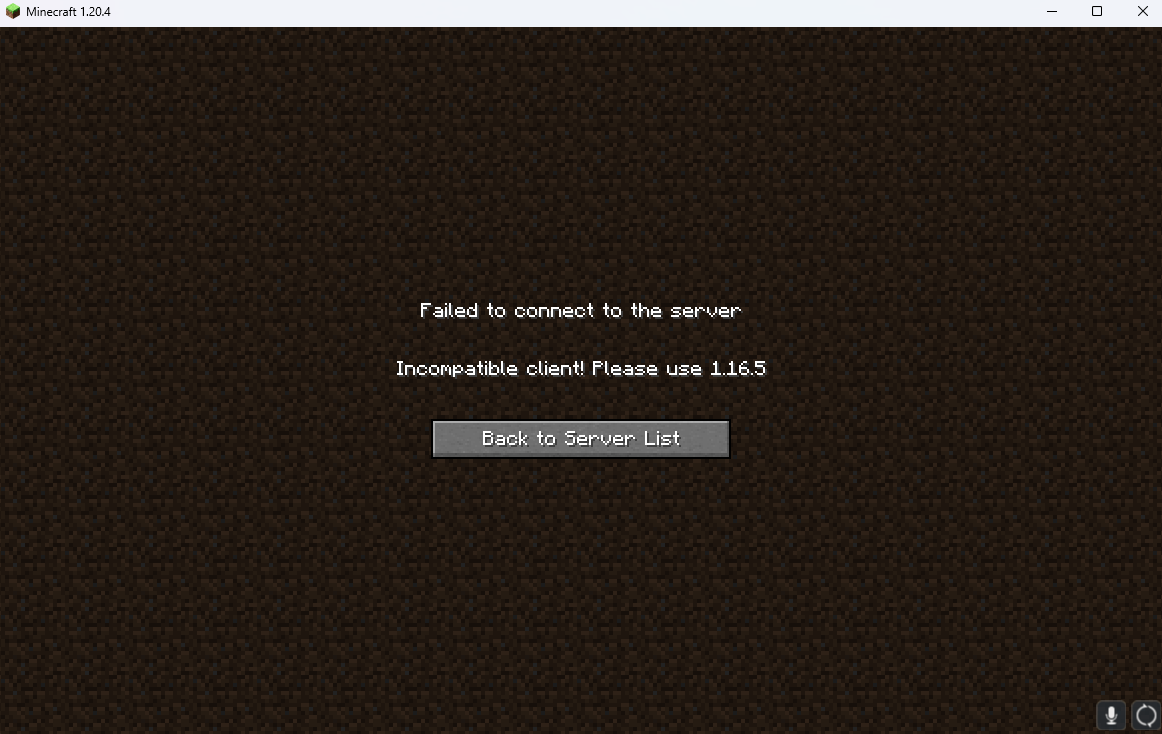 Minecraft 1.20.4
Failed to connect to the server
Incompatible client! Please use 1.16.5
Back to Server List